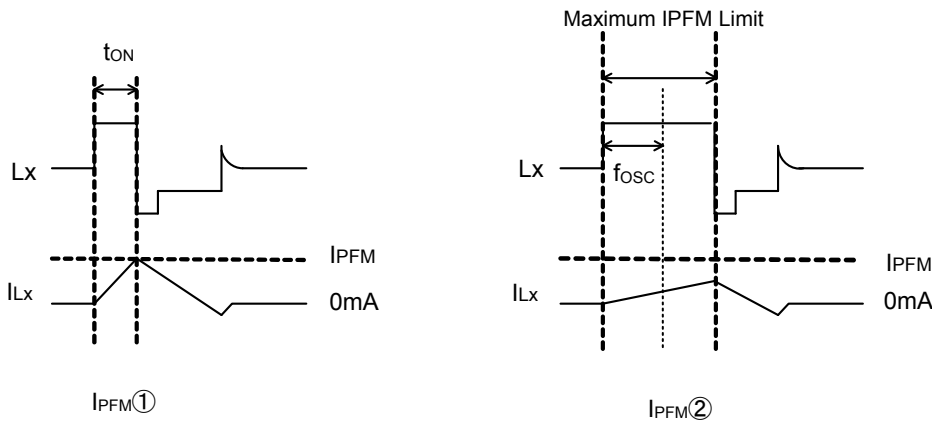 Maximum IPFM Limit
tON
Lx
IPFM
ILx
0mA
IPFM①
Lx
fOSC
IPFM
ILx
0mA
IPFM②